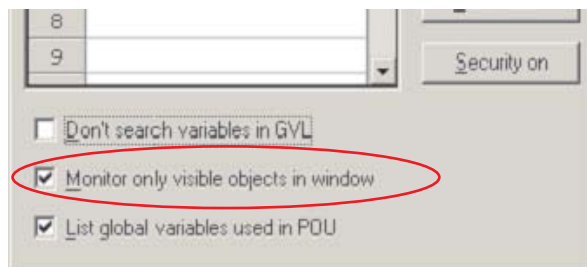 8
9
Security on
Don't search variables in GVL
Monitor only visible objects in window
List global variables used in POU